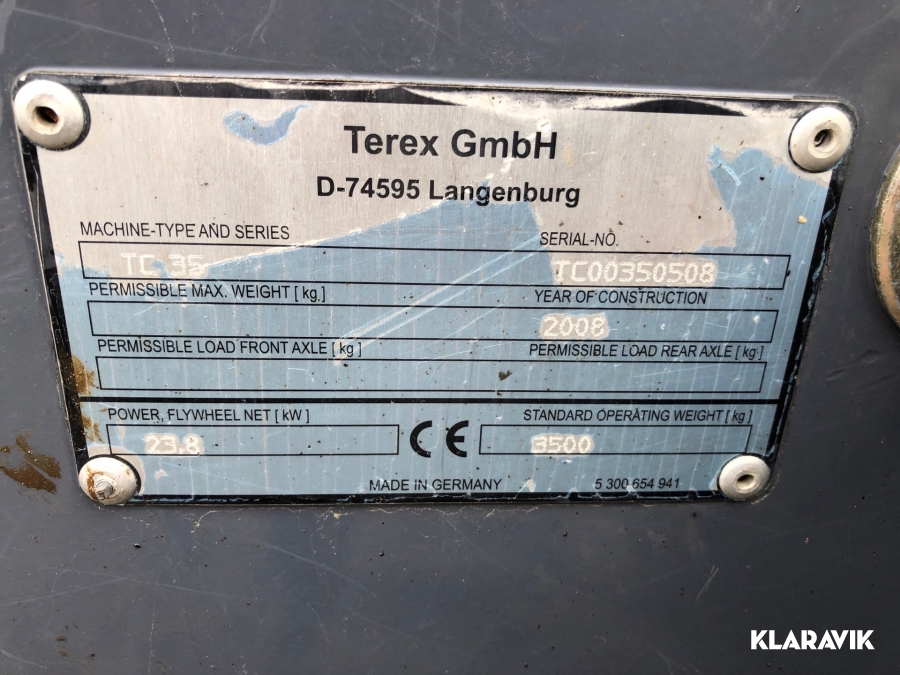 Terex GmbH
D-74595 Langenburg
MACHINE-TYPE AND SERIES SERIAL-NO.
TC 35 TC00350508
PERMISSIBLE MAX. WEIGHT [ kg.] YEAR OF CONSTRUCTION
2008
PERMISSIBLE LOAD FRONT AXLE [ kg ] PERMISSIBLE LOAD REAR AXLE [ kg ]
POWER, FLYWHEEL NET [ kW ] STANDARD OPERATING WEIGHT [ kg ]
23,8 CE 3500
MADE IN GERMANY 5 300 654 941
KLARAVIK